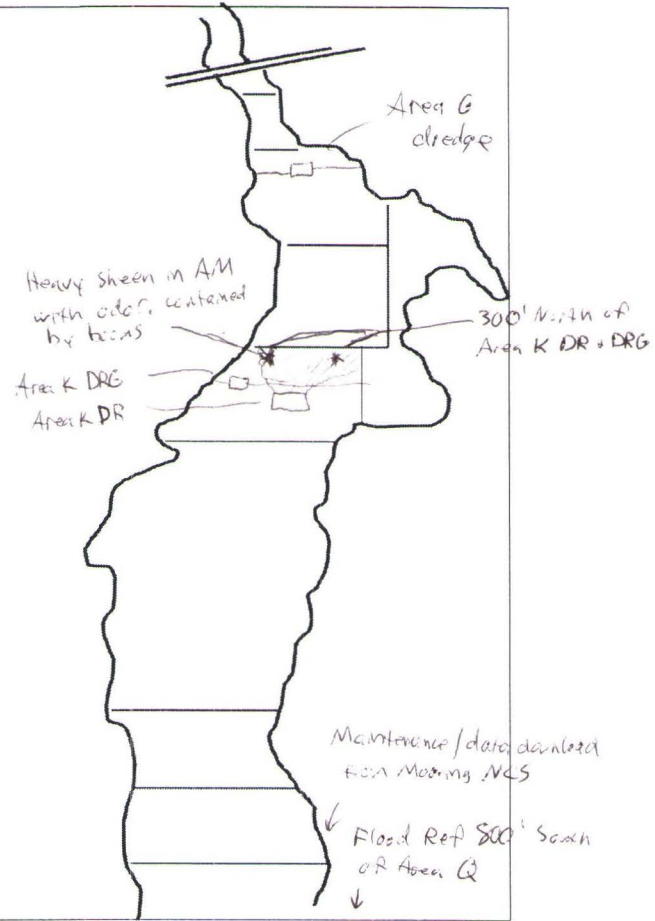 Area G
dredge
Heavy sheen in AM
with odor, contained
by booms
300' North of
Area K DR + DRG
Area K DRG
Area K DR
Maintenance/data download
from Mooring NCS
Flood Ref 800' South
of Area Q